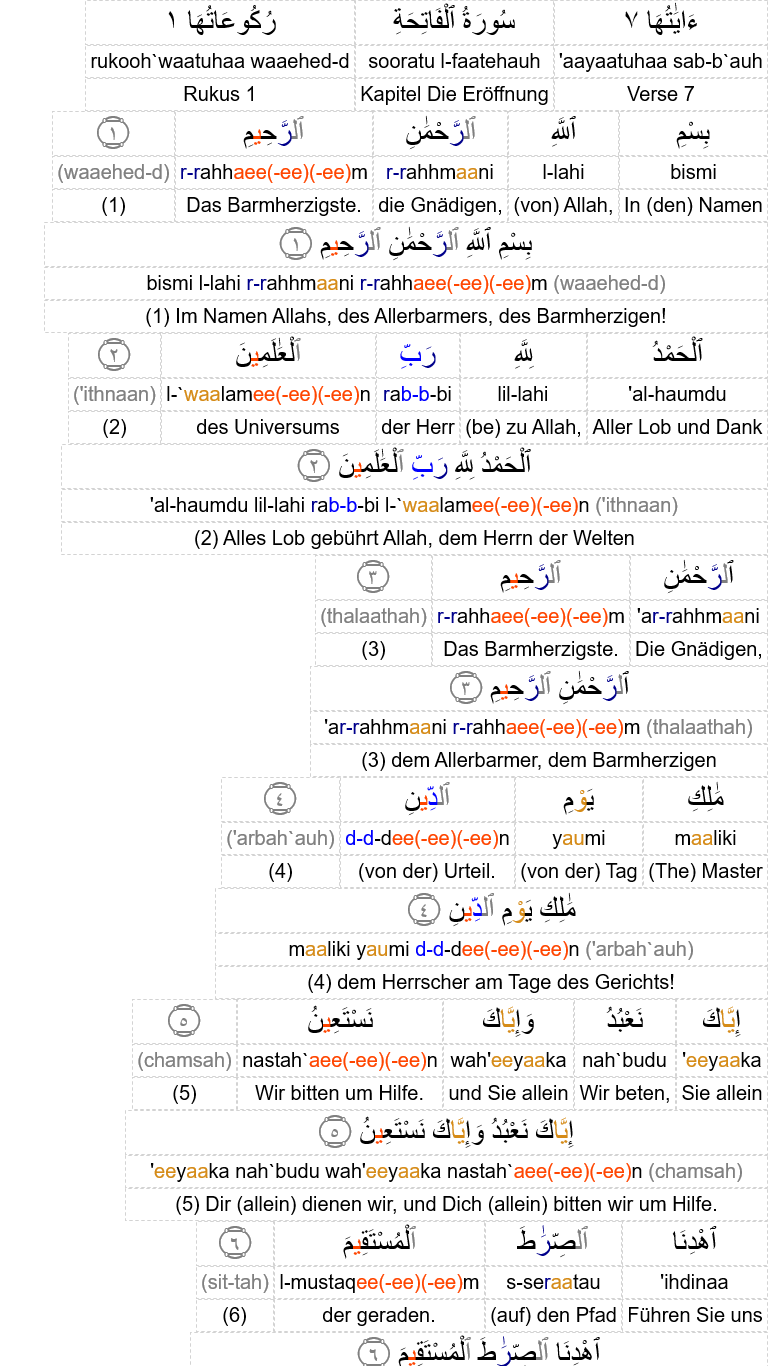 ءَايَٰتُهَا ٧ سُورَةُ ٱلْفَاتِحَةِ رُكُوعَاتُهَا ١
'aayaatuhaa sab-b`auh sooratu l-faatehauh rukooh`waatuhaa waaehed-d
Verse 7 Kapitel Die Eröffnung Rukus 1
بِسْمِ ٱللَّهِ ٱلرَّحْمَٰنِ ٱلرَّحِيمِ ١
bismi l-lahi r-rahhmaani r-rahhaee(-ee)(-ee)m (waaehed-d)
In (den) Namen (von) Allah, die Gnädigen, Das Barmherzigste. (1)
بِسْمِ ٱللَّهِ ٱلرَّحْمَٰنِ ٱلرَّحِيمِ ١
bismi l-lahi r-rahhmaani r-rahhaee(-ee)(-ee)m (waaehed-d)
(1) Im Namen Allahs, des Allerbarmers, des Barmherzigen!
ٱلْحَمْدُ لِلَّهِ رَبِّ ٱلْعَٰلَمِينَ ٢
'al-haumdu lil-lahi rab-b-bi l-`waalamee(-ee)(-ee)n ('ithnaan)
Aller Lob und Dank (be) zu Allah, der Herr des Universums (2)
ٱلْحَمْدُ لِلَّهِ رَبِّ ٱلْعَٰلَمِينَ ٢
'al-haumdu lil-lahi rab-b-bi l-`waalamee(-ee)(-ee)n ('ithnaan)
(2) Alles Lob gebührt Allah, dem Herrn der Welten
ٱلرَّحْمَٰنِ ٱلرَّحِيمِ ٣
'ar-rahhmaani r-rahhaee(-ee)(-ee)m (thalaathah)
Die Gnädigen, Das Barmherzigste. (3)
ٱلرَّحْمَٰنِ ٱلرَّحِيمِ ٣
'ar-rahhmaani r-rahhaee(-ee)(-ee)m (thalaathah)
(3) dem Allerbarmer, dem Barmherzigen
مَٰلِكِ يَوْمِ ٱلدِّينِ ٤
maaliki yaumi d-d-dee(-ee)(-ee)n ('arbah`auh)
(The) Master (von der) Tag (von der) Urteil. (4)
مَٰلِكِ يَوْمِ ٱلدِّينِ ٤
maaliki yaumi d-d-dee(-ee)(-ee)n ('arbah`auh)
(4) dem Herrscher am Tage des Gerichts!
إِيَّاكَ نَعْبُدُ وَإِيَّاكَ نَسْتَعِينُ ٥
'eeyaaka nah`budu wah'eeyaaka nastah`aee(-ee)(-ee)n (chamsah)
Sie allein Wir beten, und Sie allein Wir bitten um Hilfe. (5)
إِيَّاكَ نَعْبُدُ وَإِيَّاكَ نَسْتَعِينُ ٥
'eeyaaka nah`budu wah'eeyaaka nastah`aee(-ee)(-ee)n (chamsah)
(5) Dir (allein) dienen wir, und Dich (allein) bitten wir um Hilfe.
ٱهْدِنَا ٱلصِّرَٰطَ ٱلْمُسْتَقِيمَ ٦
'ihdinaa s-seraatau l-mustaqee(-ee)(-ee)m (sit-tah)
Führen Sie uns (auf) den Pfad der geraden. (6)
ٱهْدِنَا ٱلصِّرَٰطَ ٱلْمُسْتَقِيمَ ٦